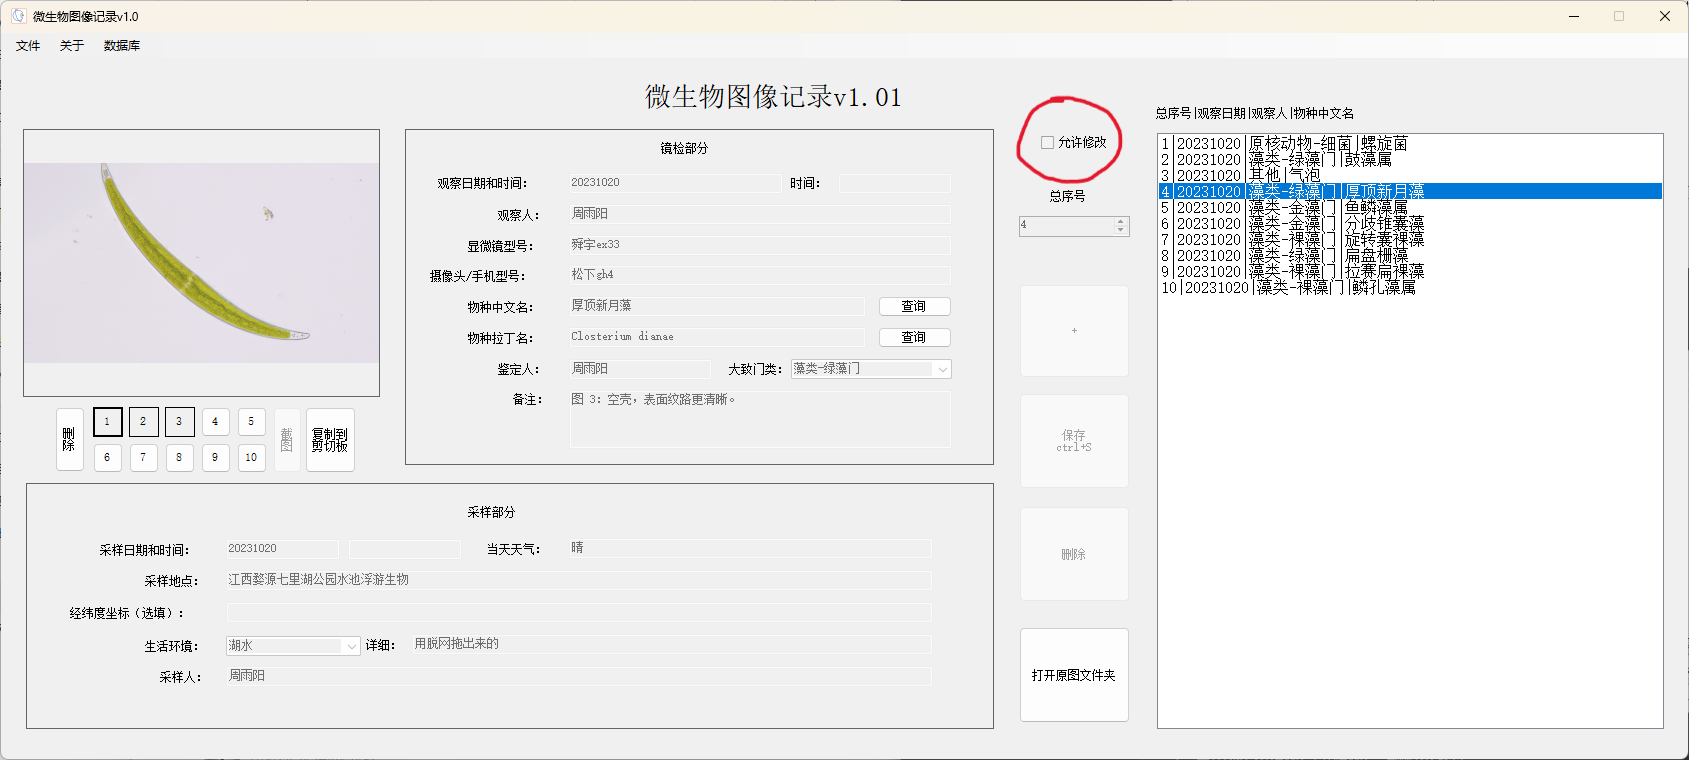 微生物图像记录v1.0
文件 关于 数据库
微生物图像记录v1.01
镜检部分
观察日期和时间： 20231020 时间：
观察人： 周雨阳
显微镜型号： 舜宇ex33
摄像头/手机型号： 松下gh4
物种中文名： 厚顶新月藻 查询
物种拉丁名： Closterium dianae 查询
鉴定人： 周雨阳 大致门类： 藻类-绿藻门
备注： 图 3：空壳，表面纹路更清晰。
删除
1 2 3 4 5
6 7 8 9 10
截图
复制到
剪切板
采样部分
采样日期和时间： 20231020 当天天气： 晴
采样地点： 江西婺源七里湖公园水池浮游生物
经纬度坐标（选填）：
生活环境： 湖水 详细： 用脱网拖出来的
采样人： 周雨阳
允许修改
总序号
4
+
保存
ctrl+S
删除
打开原图文件夹
总序号|观察日期|观察人|物种中文名
1|20231020|原核动物-细菌|螺旋菌
2|20231020|藻类-绿藻门|鼓藻属
3|20231020|其他|气泡
4|20231020|藻类-绿藻门|厚顶新月藻
5|20231020|藻类-金藻门|鱼鳞藻属
6|20231020|藻类-金藻门|分歧锥囊藻
7|20231020|藻类-裸藻门|旋转囊裸藻
8|20231020|藻类-绿藻门|扁盘栅藻
9|20231020|藻类-裸藻门|拉赛扁裸藻
10|20231020|藻类-裸藻门|鳞孔藻属